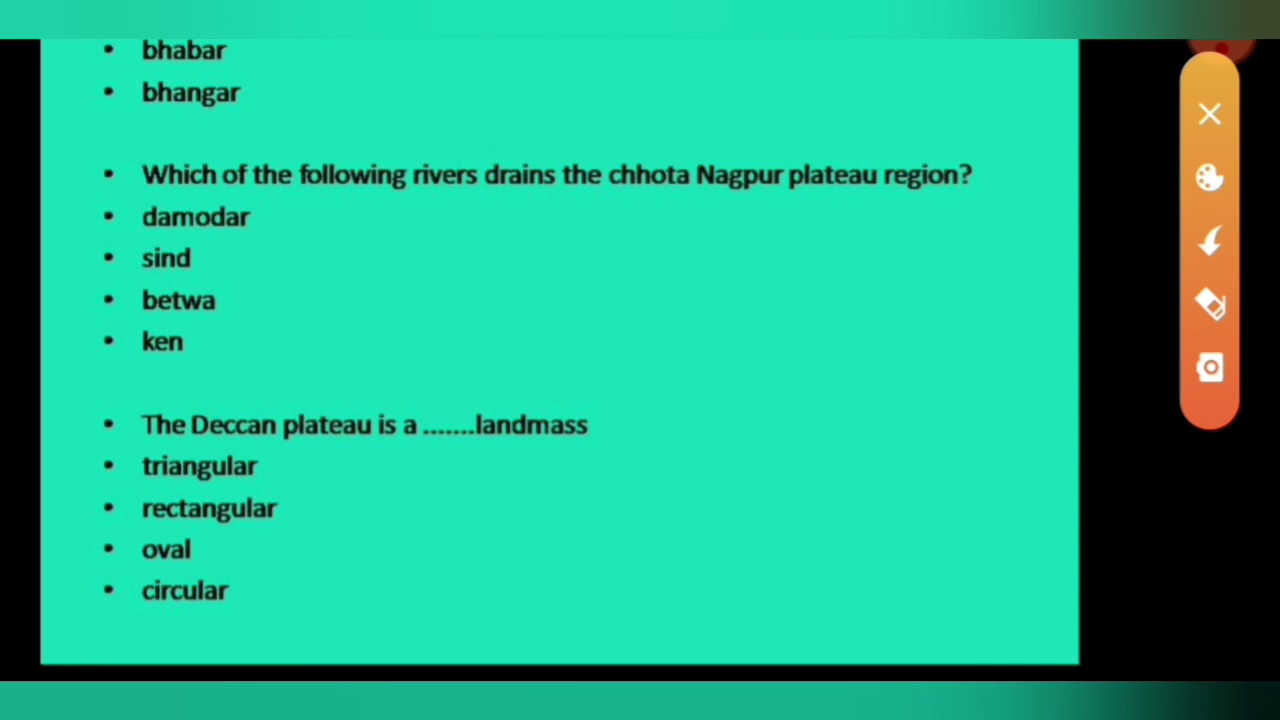 • bhabar
• bhangar
• Which of the following rivers drains the chhota Nagpur plateau region?
• damodar
• sind
• betwa
• ken
• The Deccan plateau is a .......landmass
• triangular
• rectangular
• oval
• circular